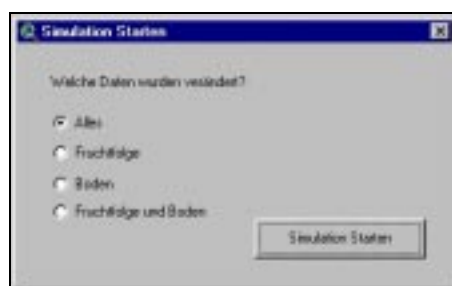 Simulation Starten
Welche Daten wurden verändert?
Alles
Fruchtfolge
Boden
Fruchtfolge und Boden
Simulation Starten